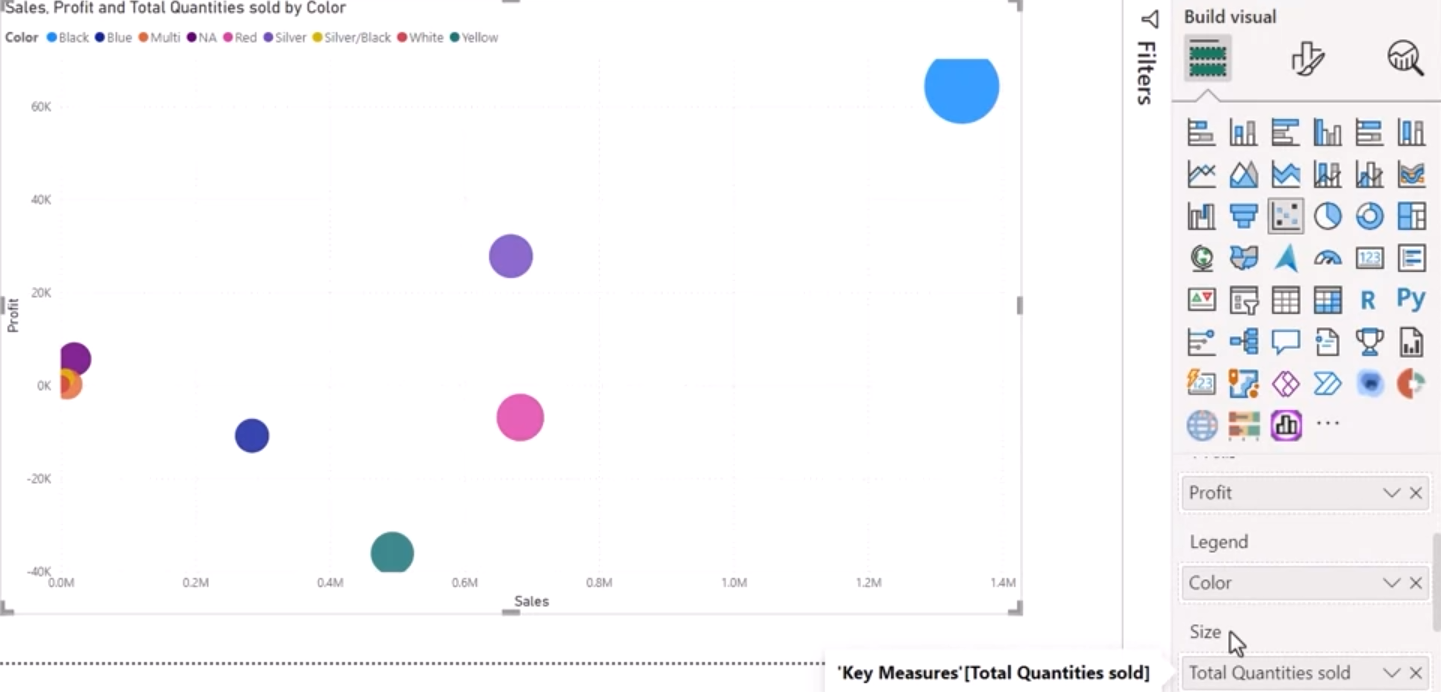 Sales, Profit and Total Quantities sold by Color
Color Black Blue Multi NA Red Silver Silver/Black White Yellow
60K
40K
20K
0K
-20K
-40K
Profit
0.0M 0.2M 0.4M 0.6M 0.8M 1.0M 1.2M 1.4M
Sales
Filters
Build visual
123
R Py
123
Profit
Legend
Color
Size
Total Quantities sold
'Key Measures'[Total Quantities sold]